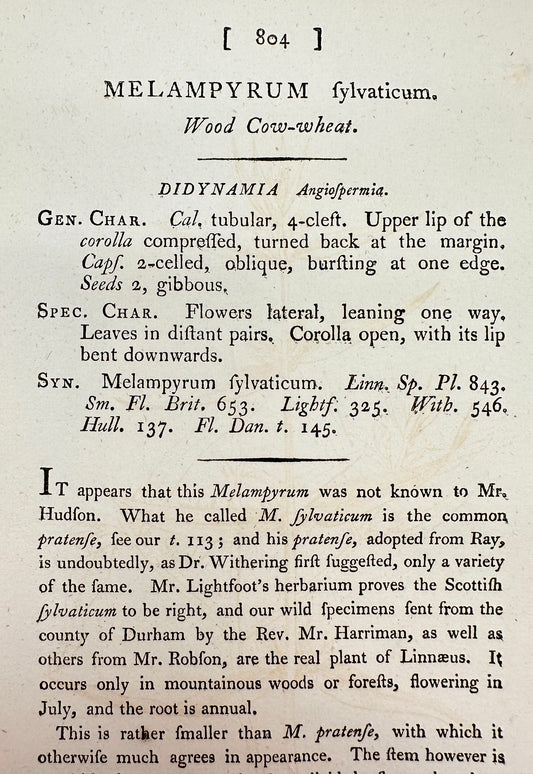 [ 804 ]
MELAMPYRUM ſylvaticum.
Wood Cow-wheat.
DIDYNAMIA Angioſpermia.
GEN. CHAR. Cal. tubular, 4-cleft. Upper lip of the
corolla compreſſed, turned back at the margin.
Capſ. 2-celled, oblique, burſting at one edge.
Seeds 2, gibbous.
SPEC. CHAR. Flowers lateral, leaning one way.
Leaves in diſtant pairs. Corolla open, with its lip
bent downwards.
SYN. Melampyrum ſylvaticum. Linn. Sp. Pl. 843.
Sm. Fl. Brit. 653. Lightf. 325. With. 546.
Hull. 137. Fl. Dan. t. 145.
IT appears that this Melampyrum was not known to Mr.
Hudſon. What he called M. ſylvaticum is the common
pratenſe, ſee our t. 113; and his pratenſe, adopted from Ray,
is undoubtedly, as Dr. Withering firſt ſuggeſted, only a variety
of the ſame. Mr. Lightfoot's herbarium proves the Scottiſh
ſylvaticum to be right, and our wild ſpecimens ſent from the
county of Durham by the Rev. Mr. Harriman, as well as
others from Mr. Robſon, are the real plant of Linnæus. It
occurs only in mountainous woods or foreſts, flowering in
July, and the root is annual.
This is rather ſmaller than M. pratenſe, with which it
otherwiſe much agrees in appearance. The ſtem however is